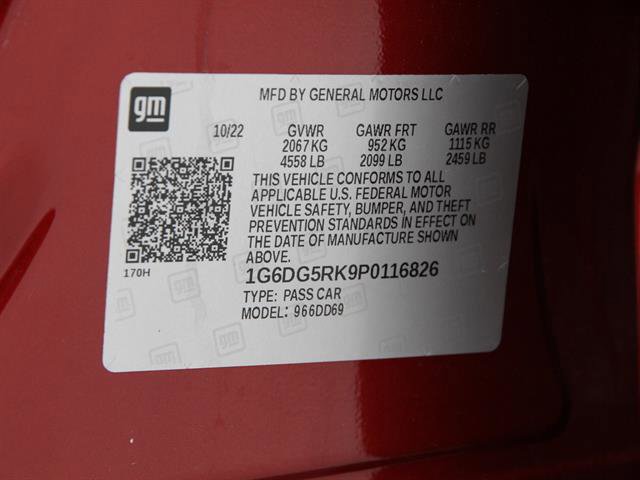 gm
MFD BY GENERAL MOTORS LLC
10/22 GVWR GAWR FRT GAWR RR
2067 KG 952 KG 1115 KG
4558 LB 2099 LB 2459 LB
THIS VEHICLE CONFORMS TO ALL
APPLICABLE U.S. FEDERAL MOTOR
VEHICLE SAFETY, BUMPER, AND THEFT
PREVENTION STANDARDS IN EFFECT ON
THE DATE OF MANUFACTURE SHOWN
ABOVE.
170H
1G6DG5RK9P0116826
TYPE: PASS CAR
MODEL: 966DD69